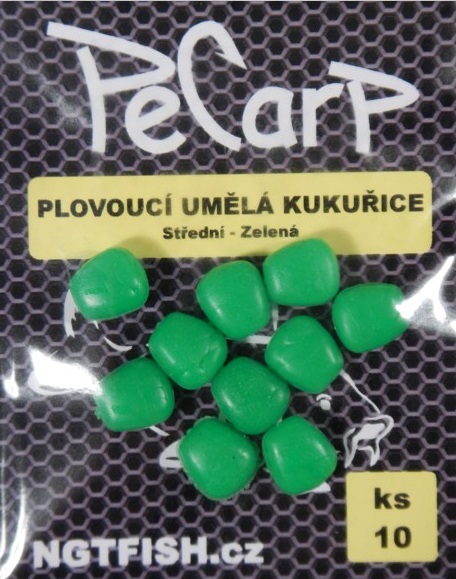 PeCarP
PLOVOUCÍ UMĚLÁ KUKUŘICE
Střední - Zelená
ks
10
NGTFISH.cz